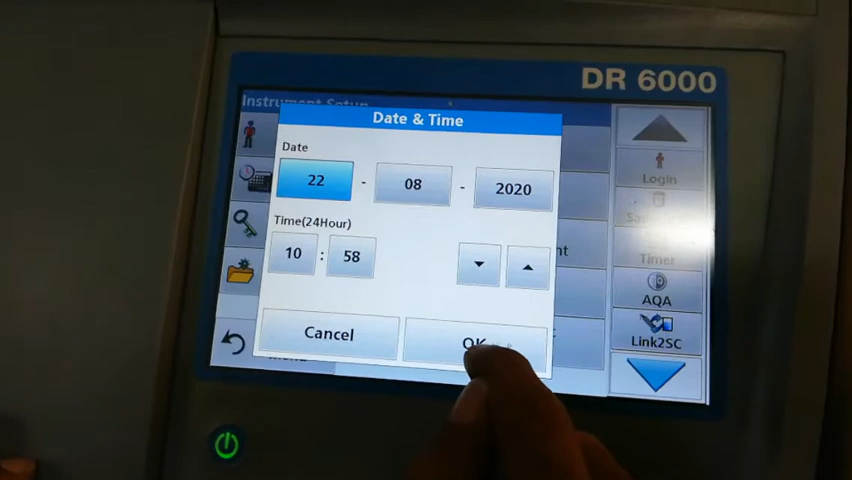 DR 6000
Instrument Setup
Date & Time
Date
22 - 08 - 2020
Time(24Hour)
10 : 58
Cancel
OK
Login
Timer
AQA
Link2SC